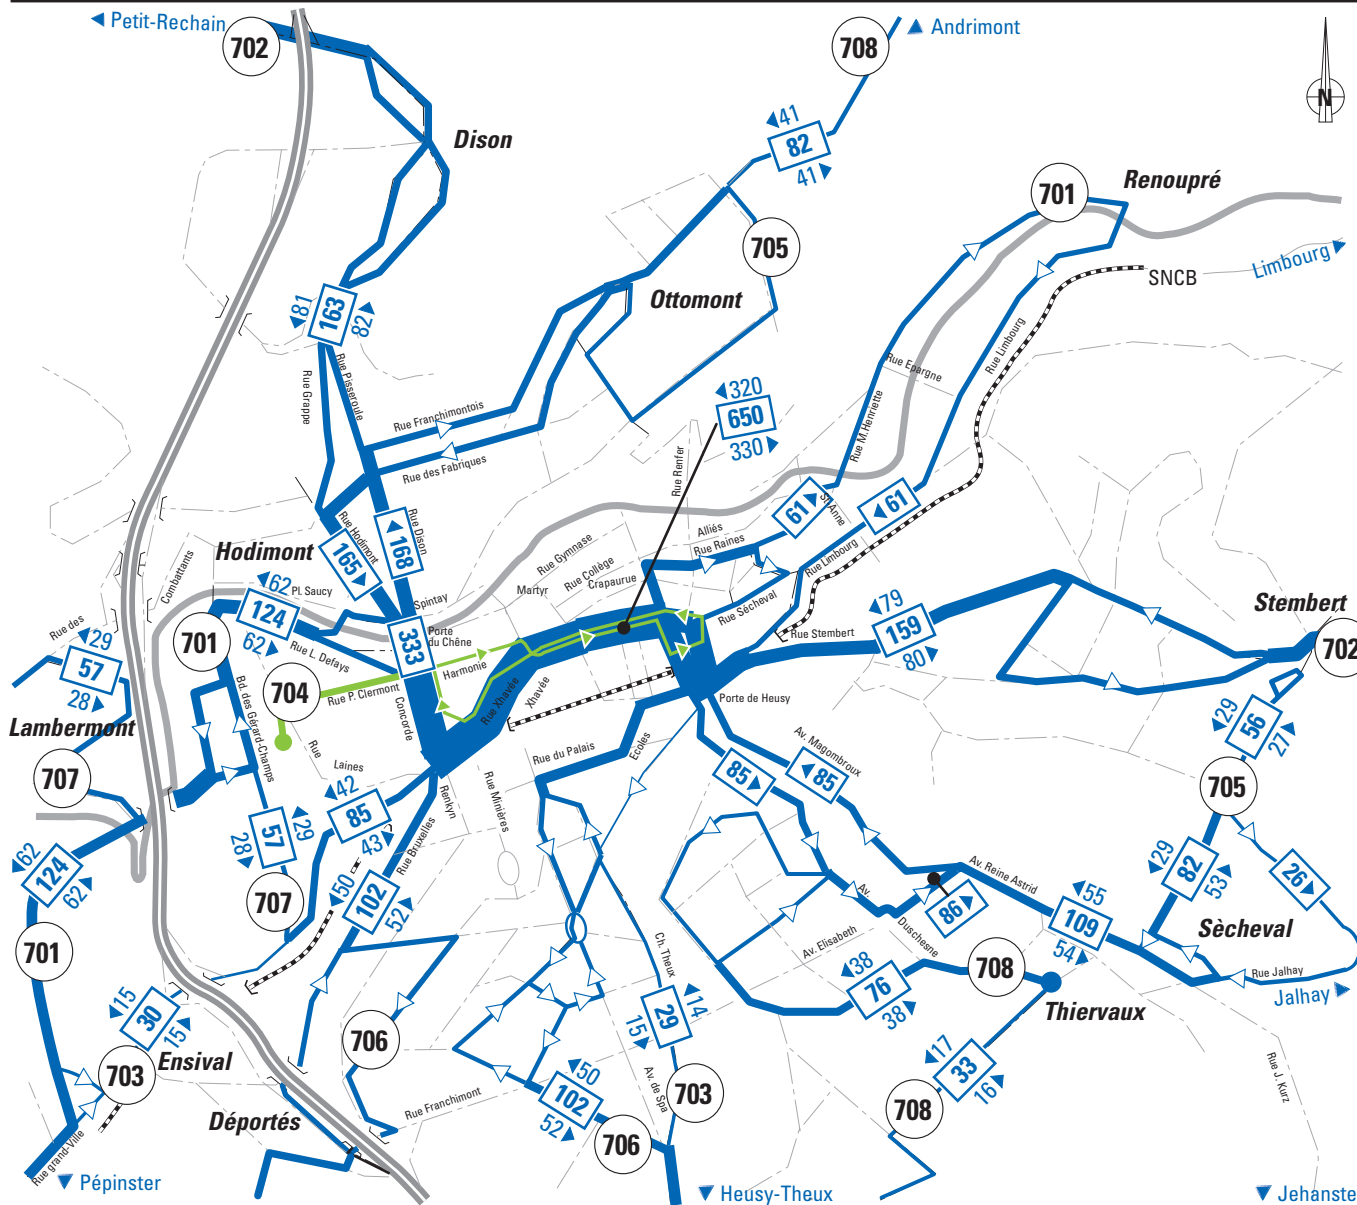 ◀ Petit-Rechain
702
708
▲ Andrimont
N
Dison
◀41
82
41▶
701
Renoupré
705
Limbourg ▶
SNCB
Ottomont
◀81
163
82▶
Rue Pisseroule
Rue Grappe
Rue Epargne
Rue Limbourg
◀320
650
330▶
Rue Franchimontois
Rue des Fabriques
Rue M. Henriette
Rue Renfer
61▶
St. Anne
◀61
Rue Dison
◀168
Rue Hodimont
165▶
Hodimont
Combattants
Alliés
Rue Raines
Rue Gymnase
Rue Collège
Crapaurue
Martyr
Rue Limbourg
◀62
124
62▶
Pl. Saucy
Spintay
Rue Sécheval
◀79
159
80▶
Rue Stembert
Stembert
702
Rue des
◀29
57
28▶
701
Rue L. Defays
333
Porte
du Chêne
Harmonie
704
Rue P. Clermont
Concorde
Rue Xhavée
Xhavée
Porte de Heusy
Lambermont
Bd. des Gérard-Champs
Rue
Laines
Rue du Palais
Ecoles
Av. Magombroux
◀29
56
27▶
707
◀42
85
43▶
Renkyn
Rue Minières
85▶
◀85
705
◀29
57
28▶
Rue Bruxelles
◀62
124
62▶
◀50
102
52▶
707
Av. Reine Astrid
◀29
82
53▶
26▶
86▶
Av.
Duschesne
◀55
109
54▶
Sècheval
701
Ch. Theux
Av. Elisabeth
◀38
76
38▶
708
Rue Jalhay
Jalhay ▶
Thiervaux
◀15
30
15▶
Ensival
703
706
◀14
29
15▶
◀17
33
16▶
Déportés
Rue Franchimont
◀50
102
52▶
Av. de Spa
703
706
708
Rue J. Kurz
Rue grand-Ville
▼ Pépinster
▼ Heusy-Theux
▼ Jehanste